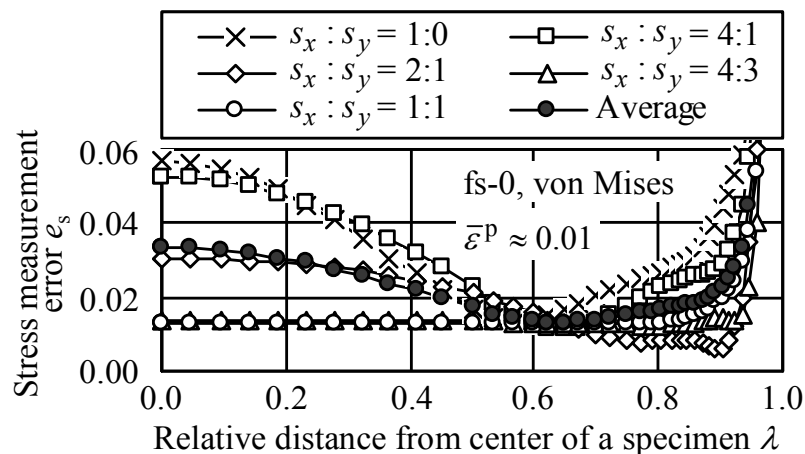 s_x : s_y = 1:0
s_x : s_y = 4:1
s_x : s_y = 2:1
s_x : s_y = 4:3
s_x : s_y = 1:1
Average
Stress measurement
error e_s
0.06
0.04
0.02
0.00
fs-0, von Mises
ε̄^p ≈ 0.01
0.0 0.2 0.4 0.6 0.8 1.0
Relative distance from center of a specimen λ